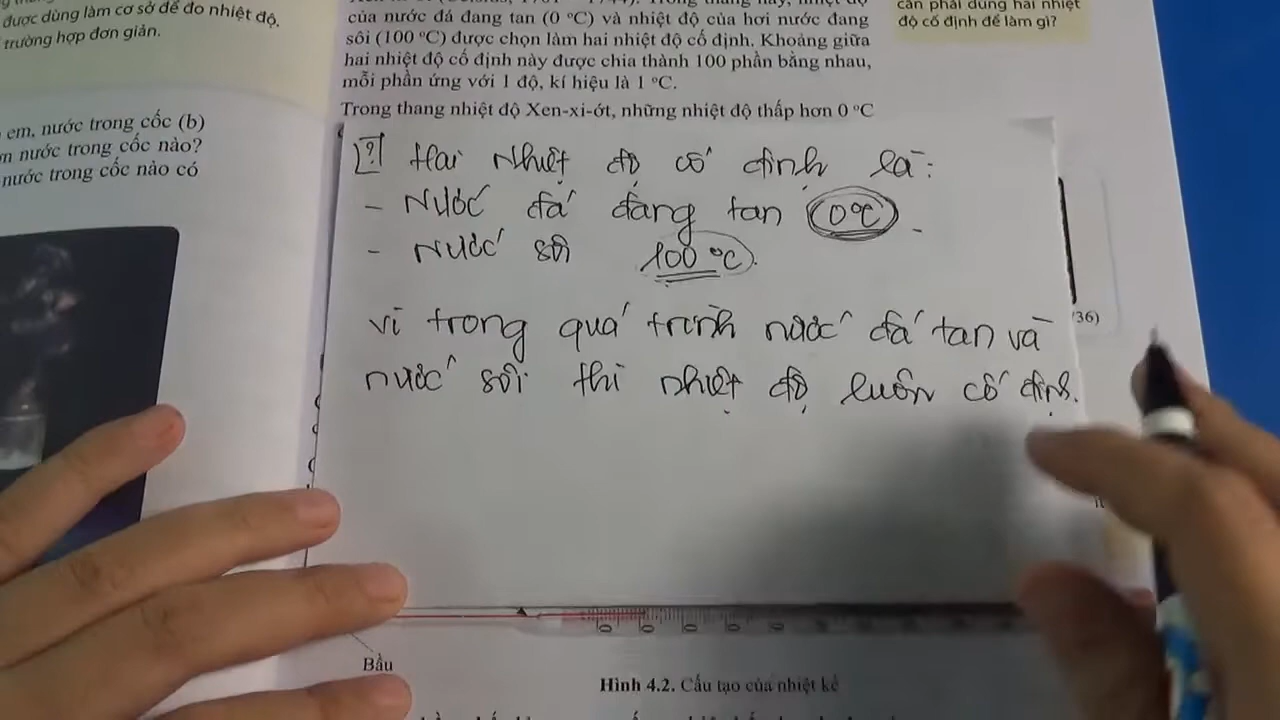 được dùng làm cơ sở để đo nhiệt độ.
trường hợp đơn giản.
em, nước trong cốc (b)
nước trong cốc nào?
nước trong cốc nào có
của nước đá đang tan (0 °C) và nhiệt độ của hơi nước đang
sôi (100 °C) được chọn làm hai nhiệt độ cố định. Khoảng giữa
hai nhiệt độ cố định này được chia thành 100 phần bằng nhau,
mỗi phần ứng với 1 độ, kí hiệu là 1 °C.
Trong thang nhiệt độ Xen-xi-ớt, những nhiệt độ thấp hơn 0 °C
cần phải dùng hai nhiệt
độ cố định để làm gì?
? Hai Nhiệt độ cố định là:
- Nước đá đang tan 0°C.
- nước sôi 100 °C.
vì trong quá trình nước đá tan và
nước sôi thì nhiệt độ luôn cố định.
36)
Bầu
Hình 4.2. Cấu tạo của nhiệt kế